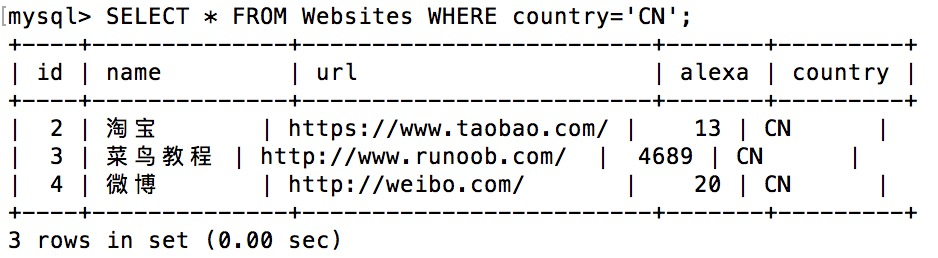 mysql> SELECT * FROM Websites WHERE country='CN';
+----+--------------+---------------------------+-------+---------+
| id | name         | url                       | alexa | country |
+----+--------------+---------------------------+-------+---------+
|  2 | 淘宝         | https://www.taobao.com/ |    13 | CN      |
|  3 | 菜鸟教程 | http://www.runoob.com/  |  4689 | CN      |
|  4 | 微博         | http://weibo.com/       |    20 | CN      |
+----+--------------+---------------------------+-------+---------+
3 rows in set (0.00 sec)